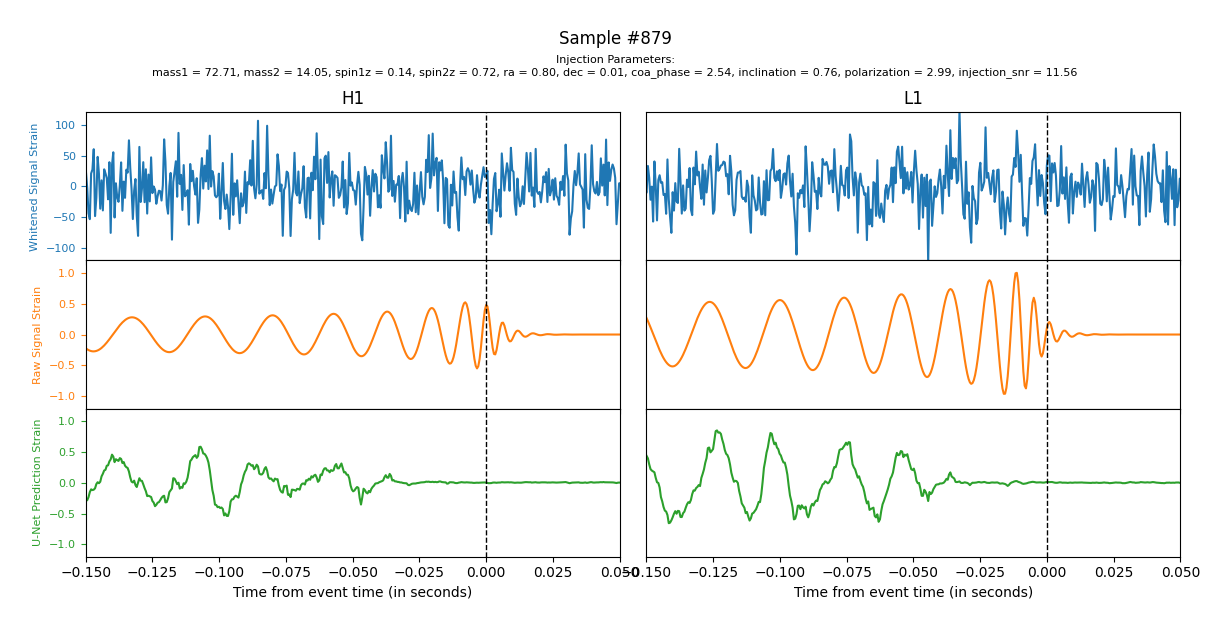 Sample #879
Injection Parameters:
mass1 = 72.71, mass2 = 14.05, spin1z = 0.14, spin2z = 0.72, ra = 0.80, dec = 0.01, coa_phase = 2.54, inclination = 0.76, polarization = 2.99, injection_snr = 11.56
H1 L1
Whitened Signal Strain
100
50
0
−50
−100
Raw Signal Strain
1.0
0.5
0.0
−0.5
−1.0
U-Net Prediction Strain
1.0
0.5
0.0
−0.5
−1.0
−0.150 −0.125 −0.100 −0.075 −0.050 −0.025 0.000 0.025 0.050
−0.150 −0.125 −0.100 −0.075 −0.050 −0.025 0.000 0.025 0.050
Time from event time (in seconds) Time from event time (in seconds)